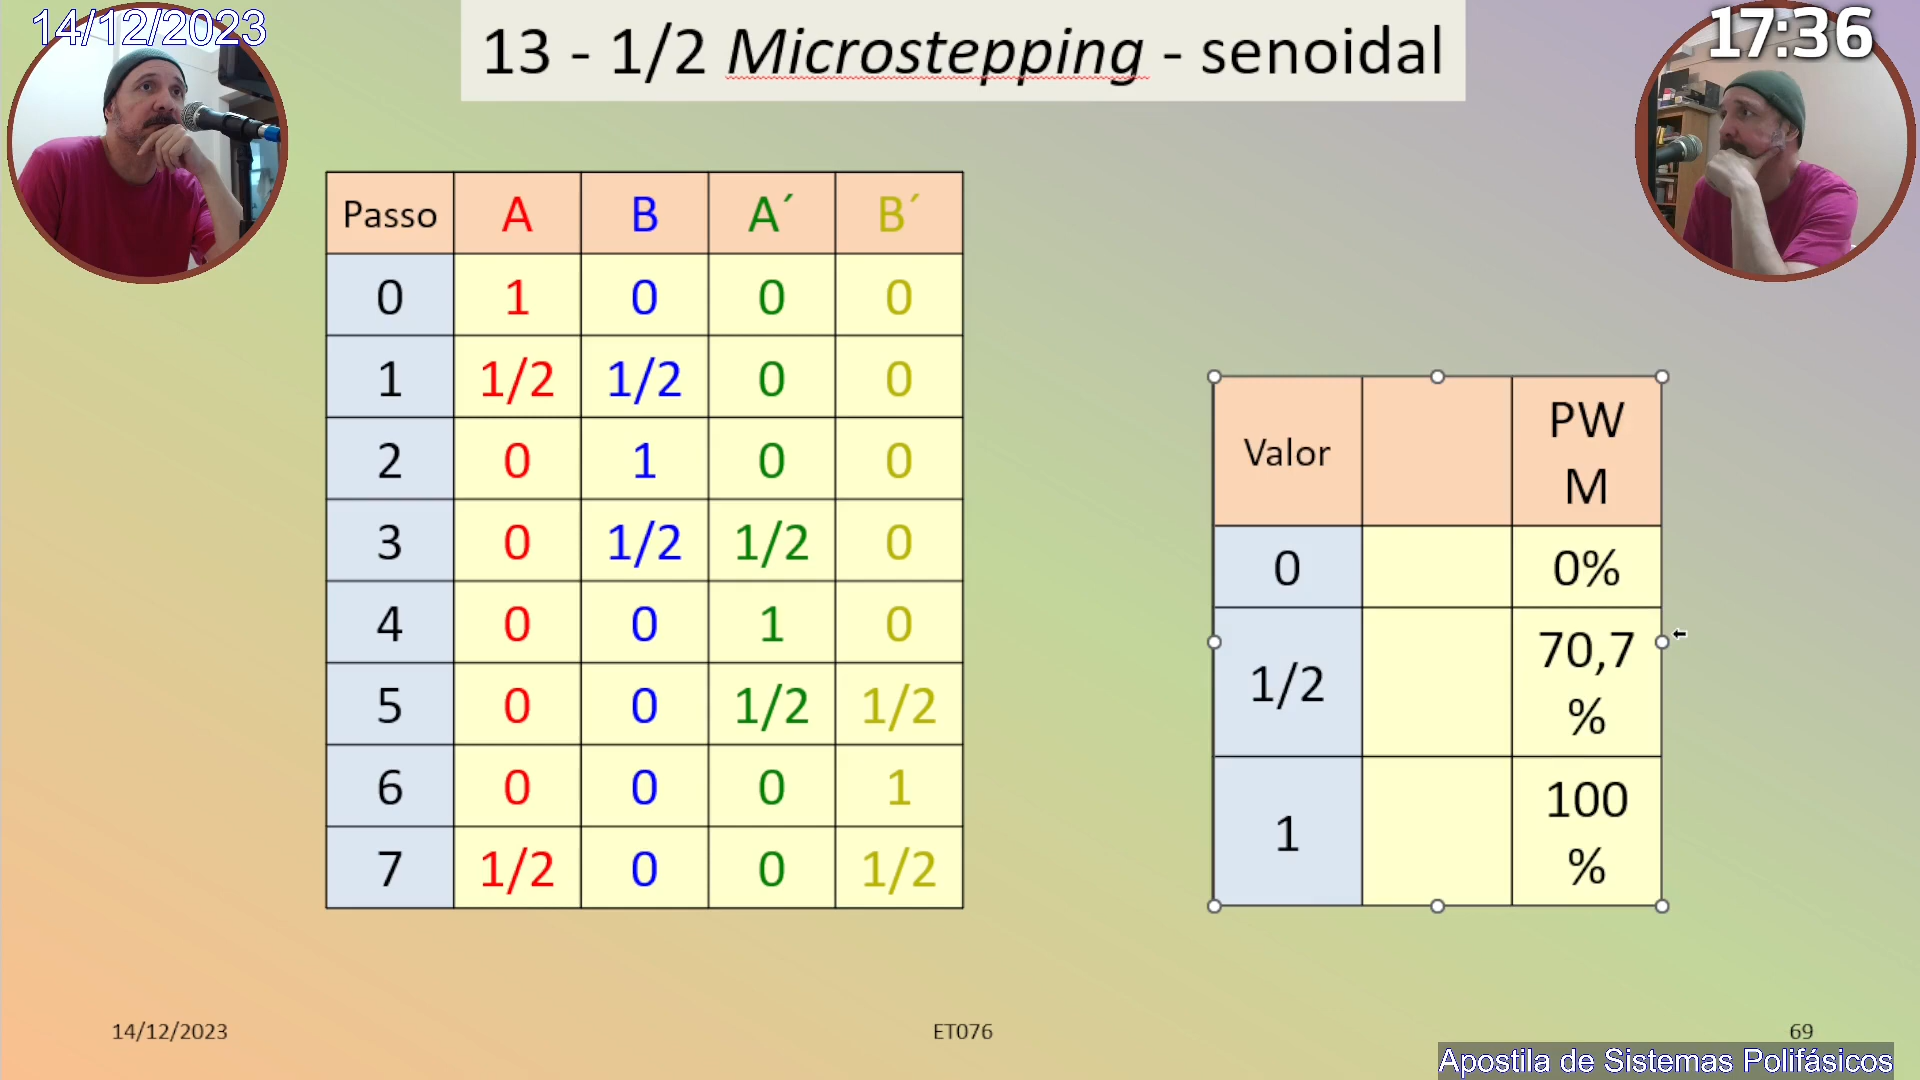 14/12/2023
17:36
13 - 1/2 Microstepping - senoidal
Passo A B A´ B´
0 1 0 0 0
1 1/2 1/2 0 0
2 0 1 0 0
3 0 1/2 1/2 0
4 0 0 1 0
5 0 0 1/2 1/2
6 0 0 0 1
7 1/2 0 0 1/2
Valor PW
M
0 0%
1/2 70,7
%
1 100
%
14/12/2023 ET076 69
Apostila de Sistemas Polifásicos